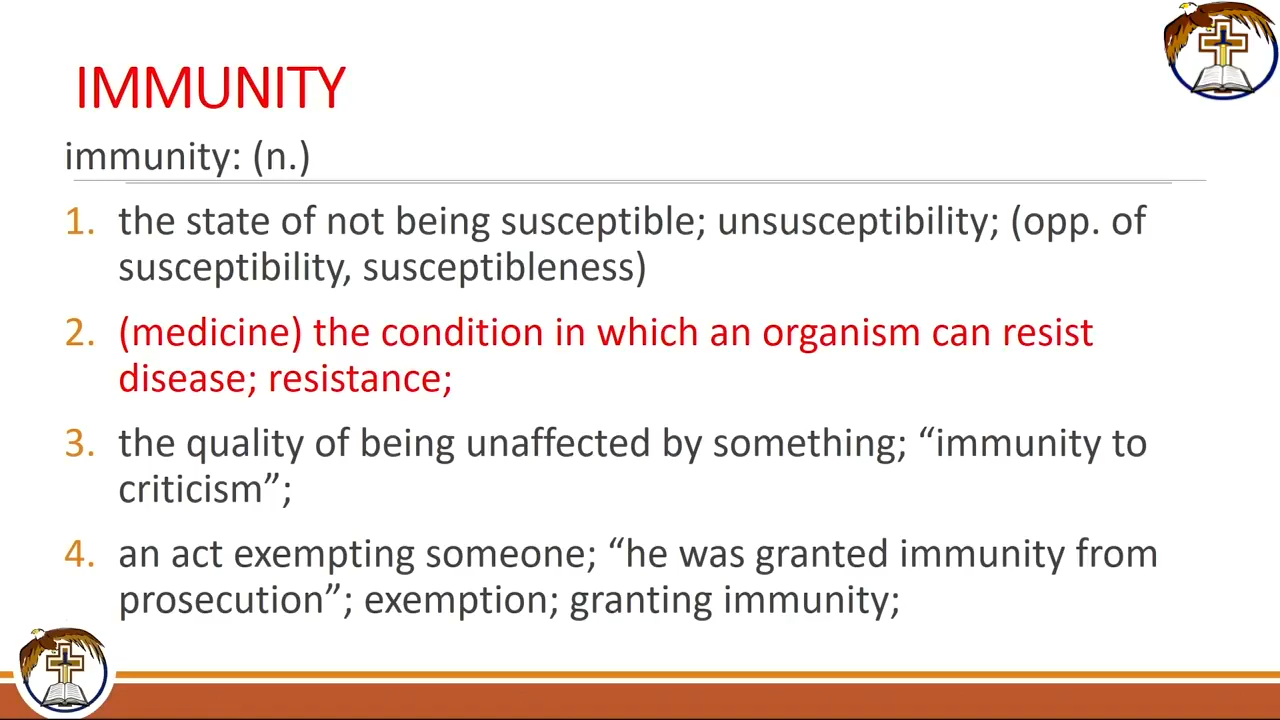 IMMUNITY
immunity: (n.)
1. the state of not being susceptible; unsusceptibility; (opp. of
susceptibility, susceptibleness)
2. (medicine) the condition in which an organism can resist
disease; resistance;
3. the quality of being unaffected by something; “immunity to
criticism”;
4. an act exempting someone; “he was granted immunity from
prosecution”; exemption; granting immunity;